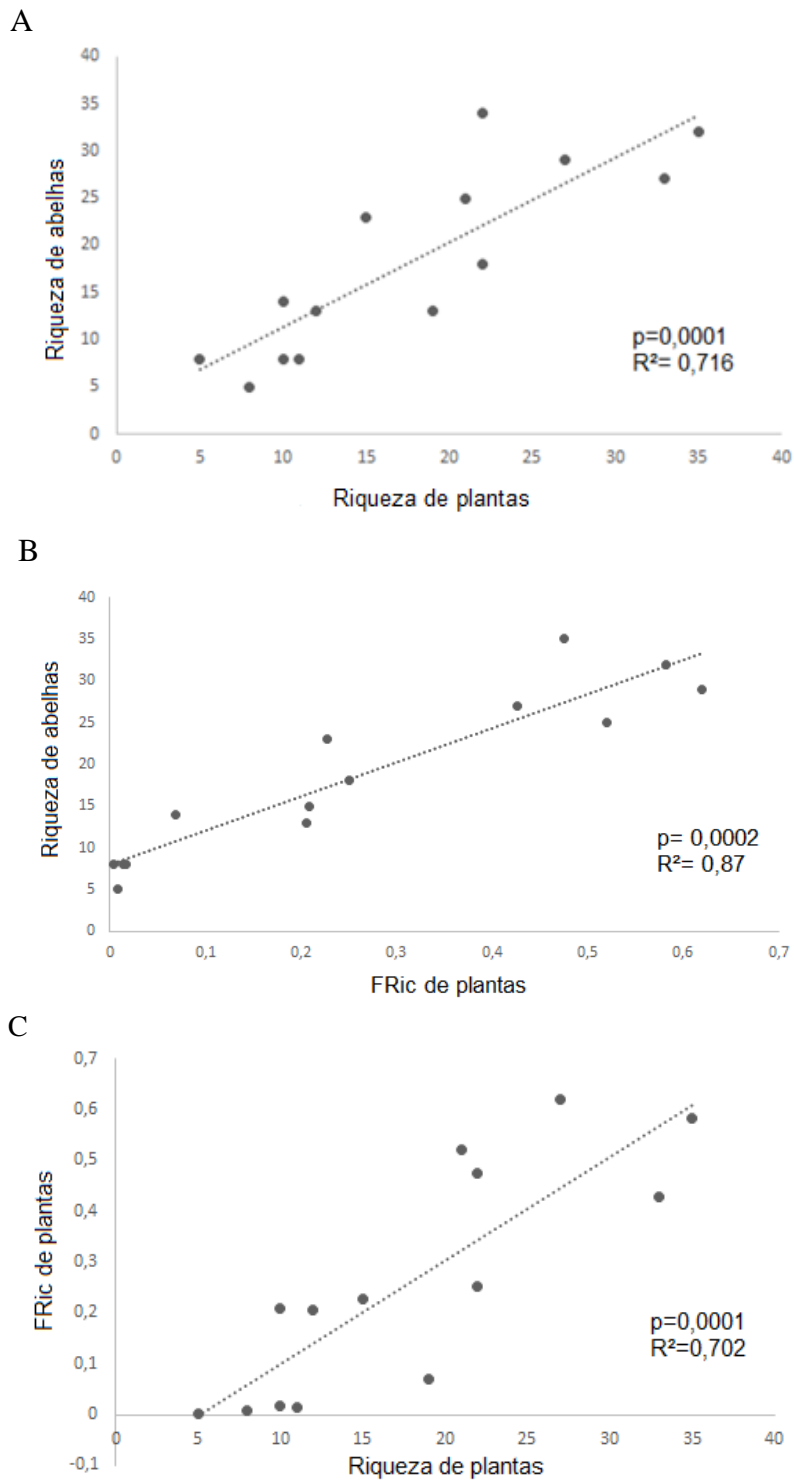 A
40
35
30
25
20
15
10
5
0
Riqueza de abelhas
p=0,0001
R²= 0,716
0 5 10 15 20 25 30 35 40
Riqueza de plantas
B
40
35
30
25
20
15
10
5
0
Riqueza de abelhas
p= 0,0002
R²= 0,87
0 0,1 0,2 0,3 0,4 0,5 0,6 0,7
FRic de plantas
C
0,7
0,6
0,5
0,4
0,3
0,2
0,1
0
-0,1
FRic de plantas
p=0,0001
R²=0,702
0 5 10 15 20 25 30 35 40
Riqueza de plantas